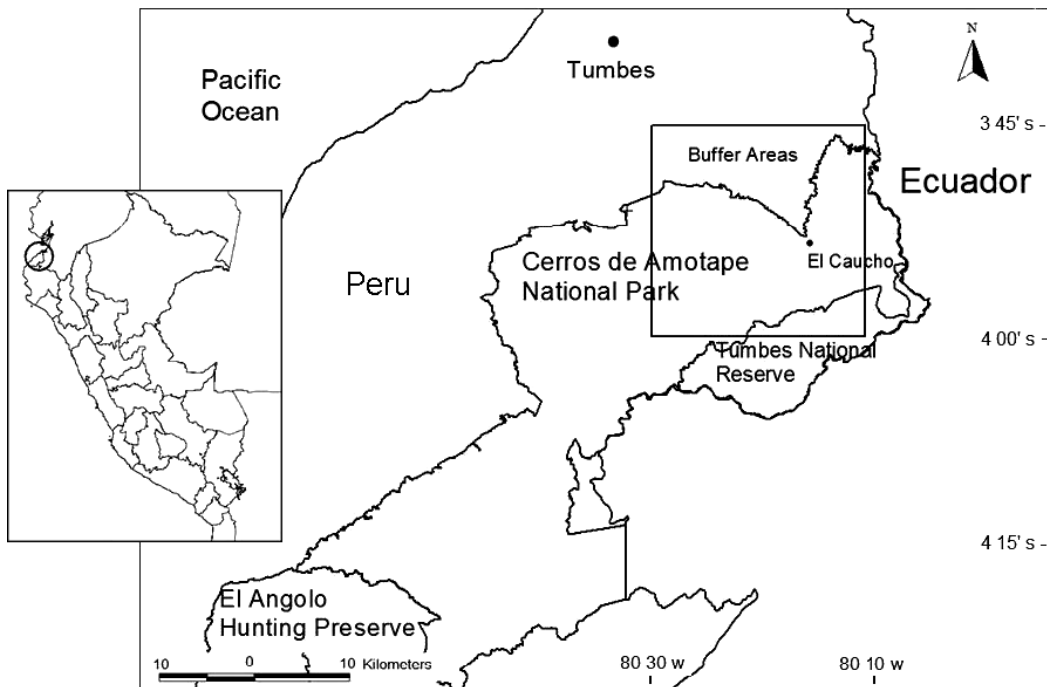 Pacific
Ocean
Tumbes
N
3 45' s
Buffer Areas
Ecuador
Peru
Cerros de Amotape
National Park
El Caucho
4 00' s
Tumbes National
Reserve
4 15' s
El Angolo
Hunting Preserve
10 0 10 Kilometers
80 30 w
80 10 w